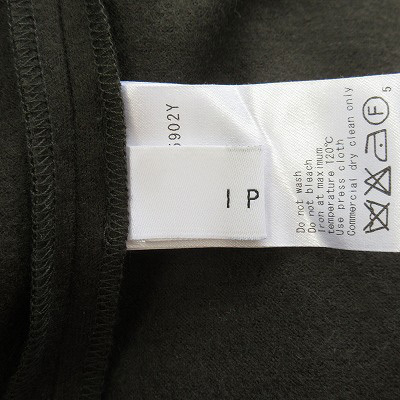 5902Y
I P
Do not wash
Do not bleach
Iron at maximum
temperature 120℃
Use press cloth
Commercial dry clean only
F
5